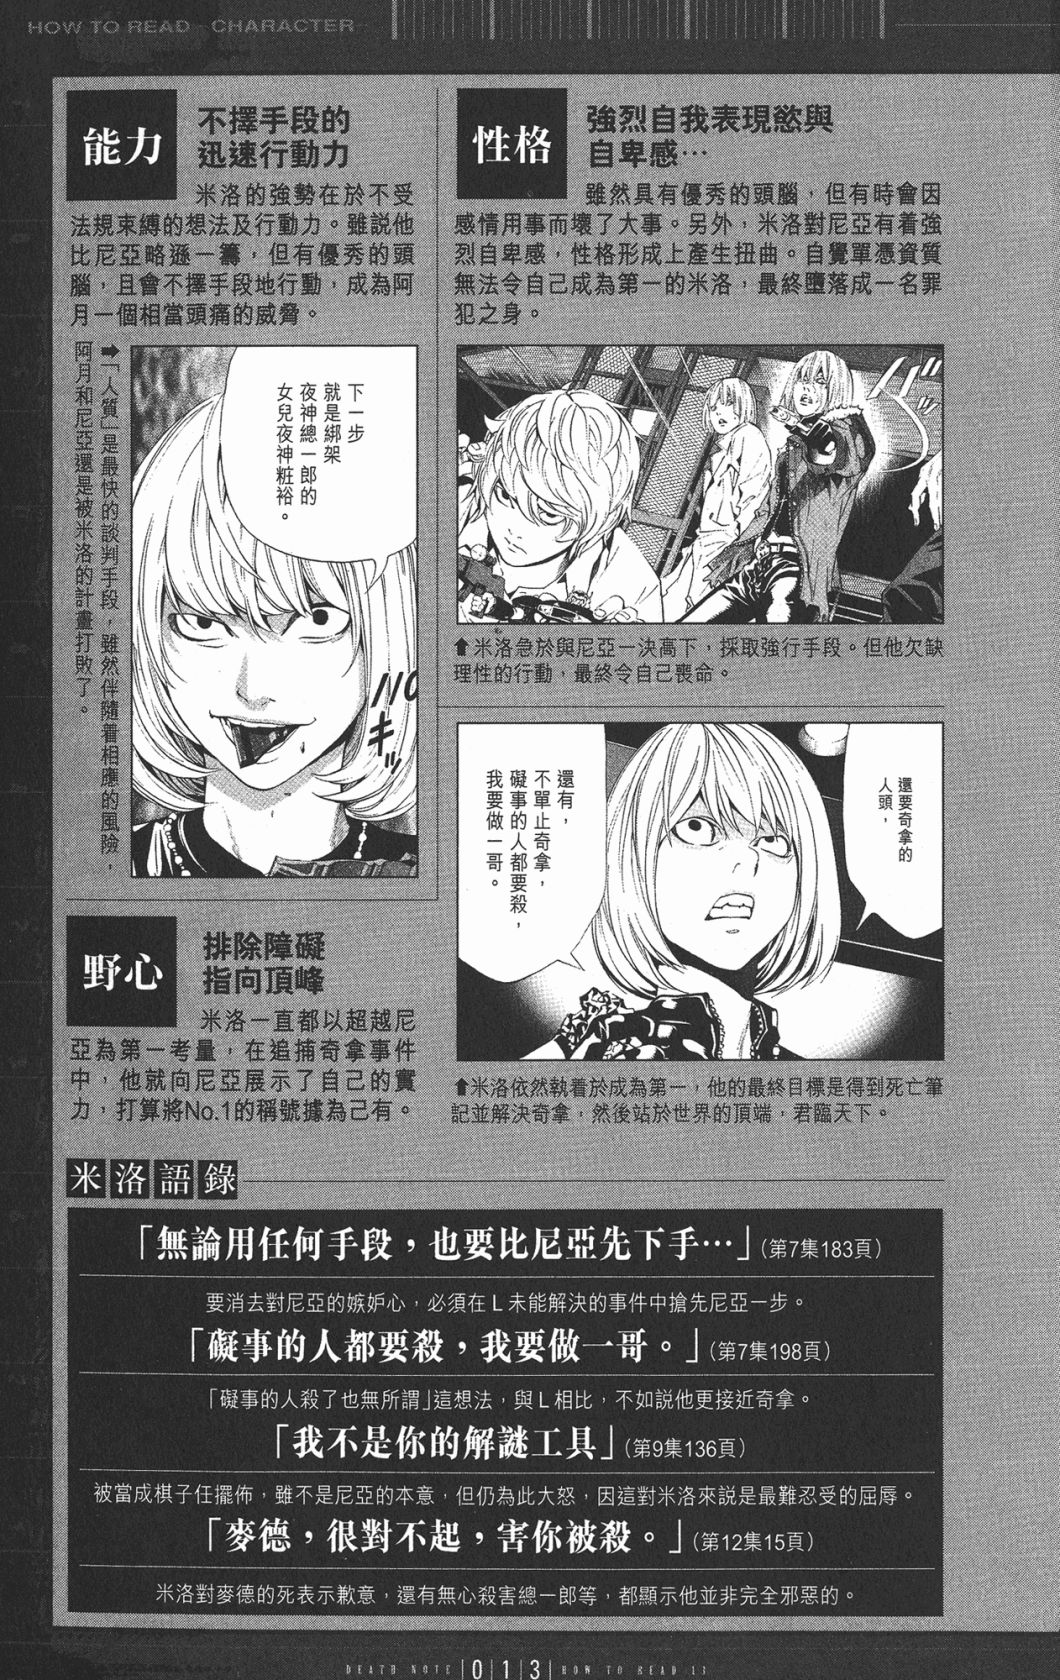 HOW TO READ - CHARACTER
能力
不擇手段的
迅速行動力
米洛的強勢在於不受
法規束縛的想法及行動力。雖說他
比尼亞略遜一籌，但有優秀的頭
腦，且會不擇手段地行動，成為阿
月一個相當頭痛的威脅。
下一步
就是綁架
夜神總一郎的
女兒夜神粧裕。
ハ゜キッ
➡「人質」是最快的談判手段，雖然伴隨着相應的風險，
阿月和尼亞還是被米洛的計畫打敗了。
性格
強烈自我表現慾與
自卑感…
雖然具有優秀的頭腦，但有時會因
感情用事而壞了大事。另外，米洛對尼亞有着強
烈自卑感，性格形成上產生扭曲。自覺單憑資質
無法令自己成為第一的米洛，最終墮落成一名罪
犯之身。
⬆米洛急於與尼亞一決高下，採取強行手段。但他欠缺
理性的行動，最終令自己喪命。
還要奇拿的
人頭，
還有，
不單止奇拿，
礙事的人都要殺，
我要做一哥。
⬆米洛依然執着於成為第一，他的最終目標是得到死亡筆
記並解決奇拿，然後站於世界的頂端，君臨天下。
野心
排除障礙
指向頂峰
米洛一直都以超越尼
亞為第一考量，在追捕奇拿事件
中，他就向尼亞展示了自己的實
力，打算將No.1的稱號據為己有。
米洛語錄
「無論用任何手段，也要比尼亞先下手…」（第7集183頁）
要消去對尼亞的嫉妒心，必須在L未能解決的事件中搶先尼亞一步。
「礙事的人都要殺，我要做一哥。」（第7集198頁）
「礙事的人殺了也無所謂」這想法，與L相比，不如說他更接近奇拿。
「我不是你的解謎工具」（第9集136頁）
被當成棋子任擺佈，雖不是尼亞的本意，但仍為此大怒，因這對米洛來說是最難忍受的屈辱。
「麥德，很對不起，害你被殺。」（第12集15頁）
米洛對麥德的死表示歉意，還有無心殺害總一郎等，都顯示他並非完全邪惡的。
DEATH NOTE |0|1|3| HOW TO READ 13